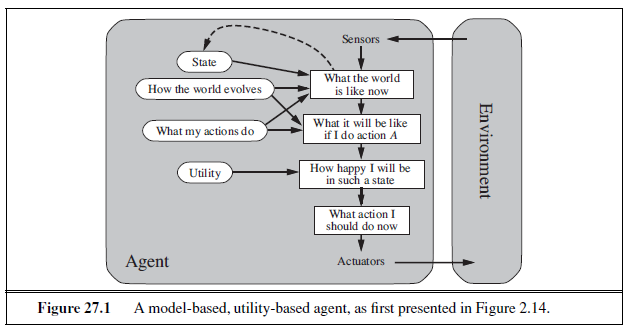 Sensors
State
What the world
is like now
How the world evolves
What my actions do
What it will be like
if I do action A
Utility
How happy I will be
in such a state
What action I
should do now
Agent
Actuators
Environment
Figure 27.1 A model-based, utility-based agent, as first presented in Figure 2.14.